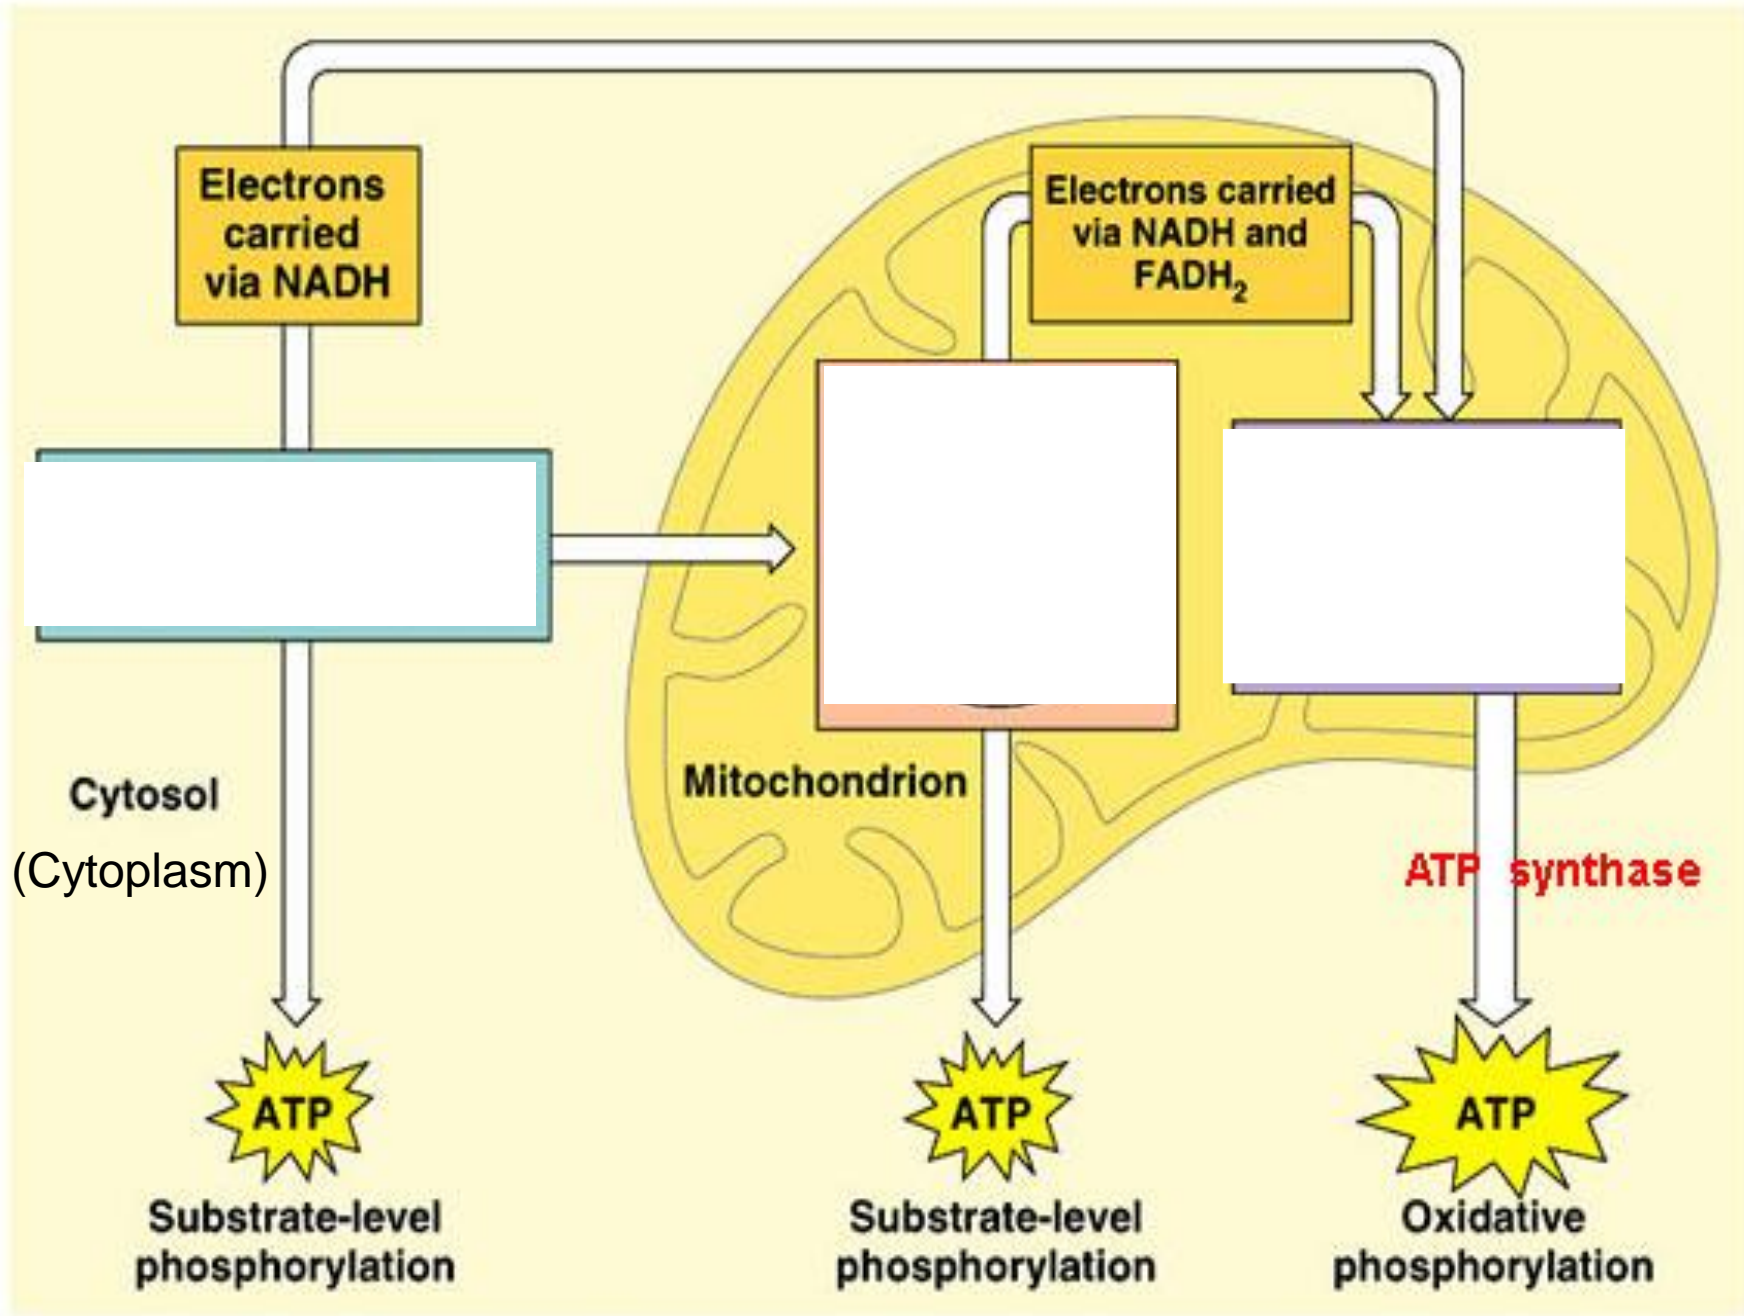 Electrons
carried
via NADH
Electrons carried
via NADH and
FADH₂
Mitochondrion
Cytosol
(Cytoplasm)
ATP synthase
ATP
ATP
ATP
Substrate-level
phosphorylation
Substrate-level
phosphorylation
Oxidative
phosphorylation